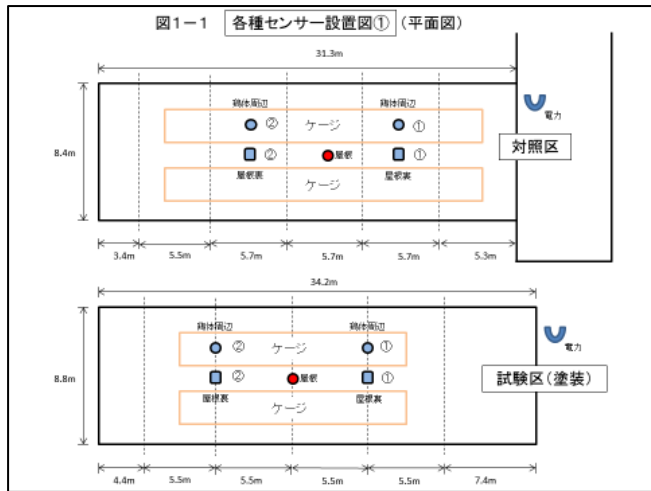 図1-1 各種センサー設置図①(平面図)
31.3m
鶏体周辺 鶏体周辺
② ケージ ①
電力
8.4m
② 屋根 ①
対照区
屋根裏 屋根裏
ケージ
3.4m 5.5m 5.7m 5.7m 5.7m 5.3m
34.2m
鶏体周辺 鶏体周辺
② ケージ ①
電力
8.8m
② 屋根 ①
試験区(塗装)
屋根裏 屋根裏
ケージ
4.4m 5.5m 5.5m 5.5m 5.5m 7.4m